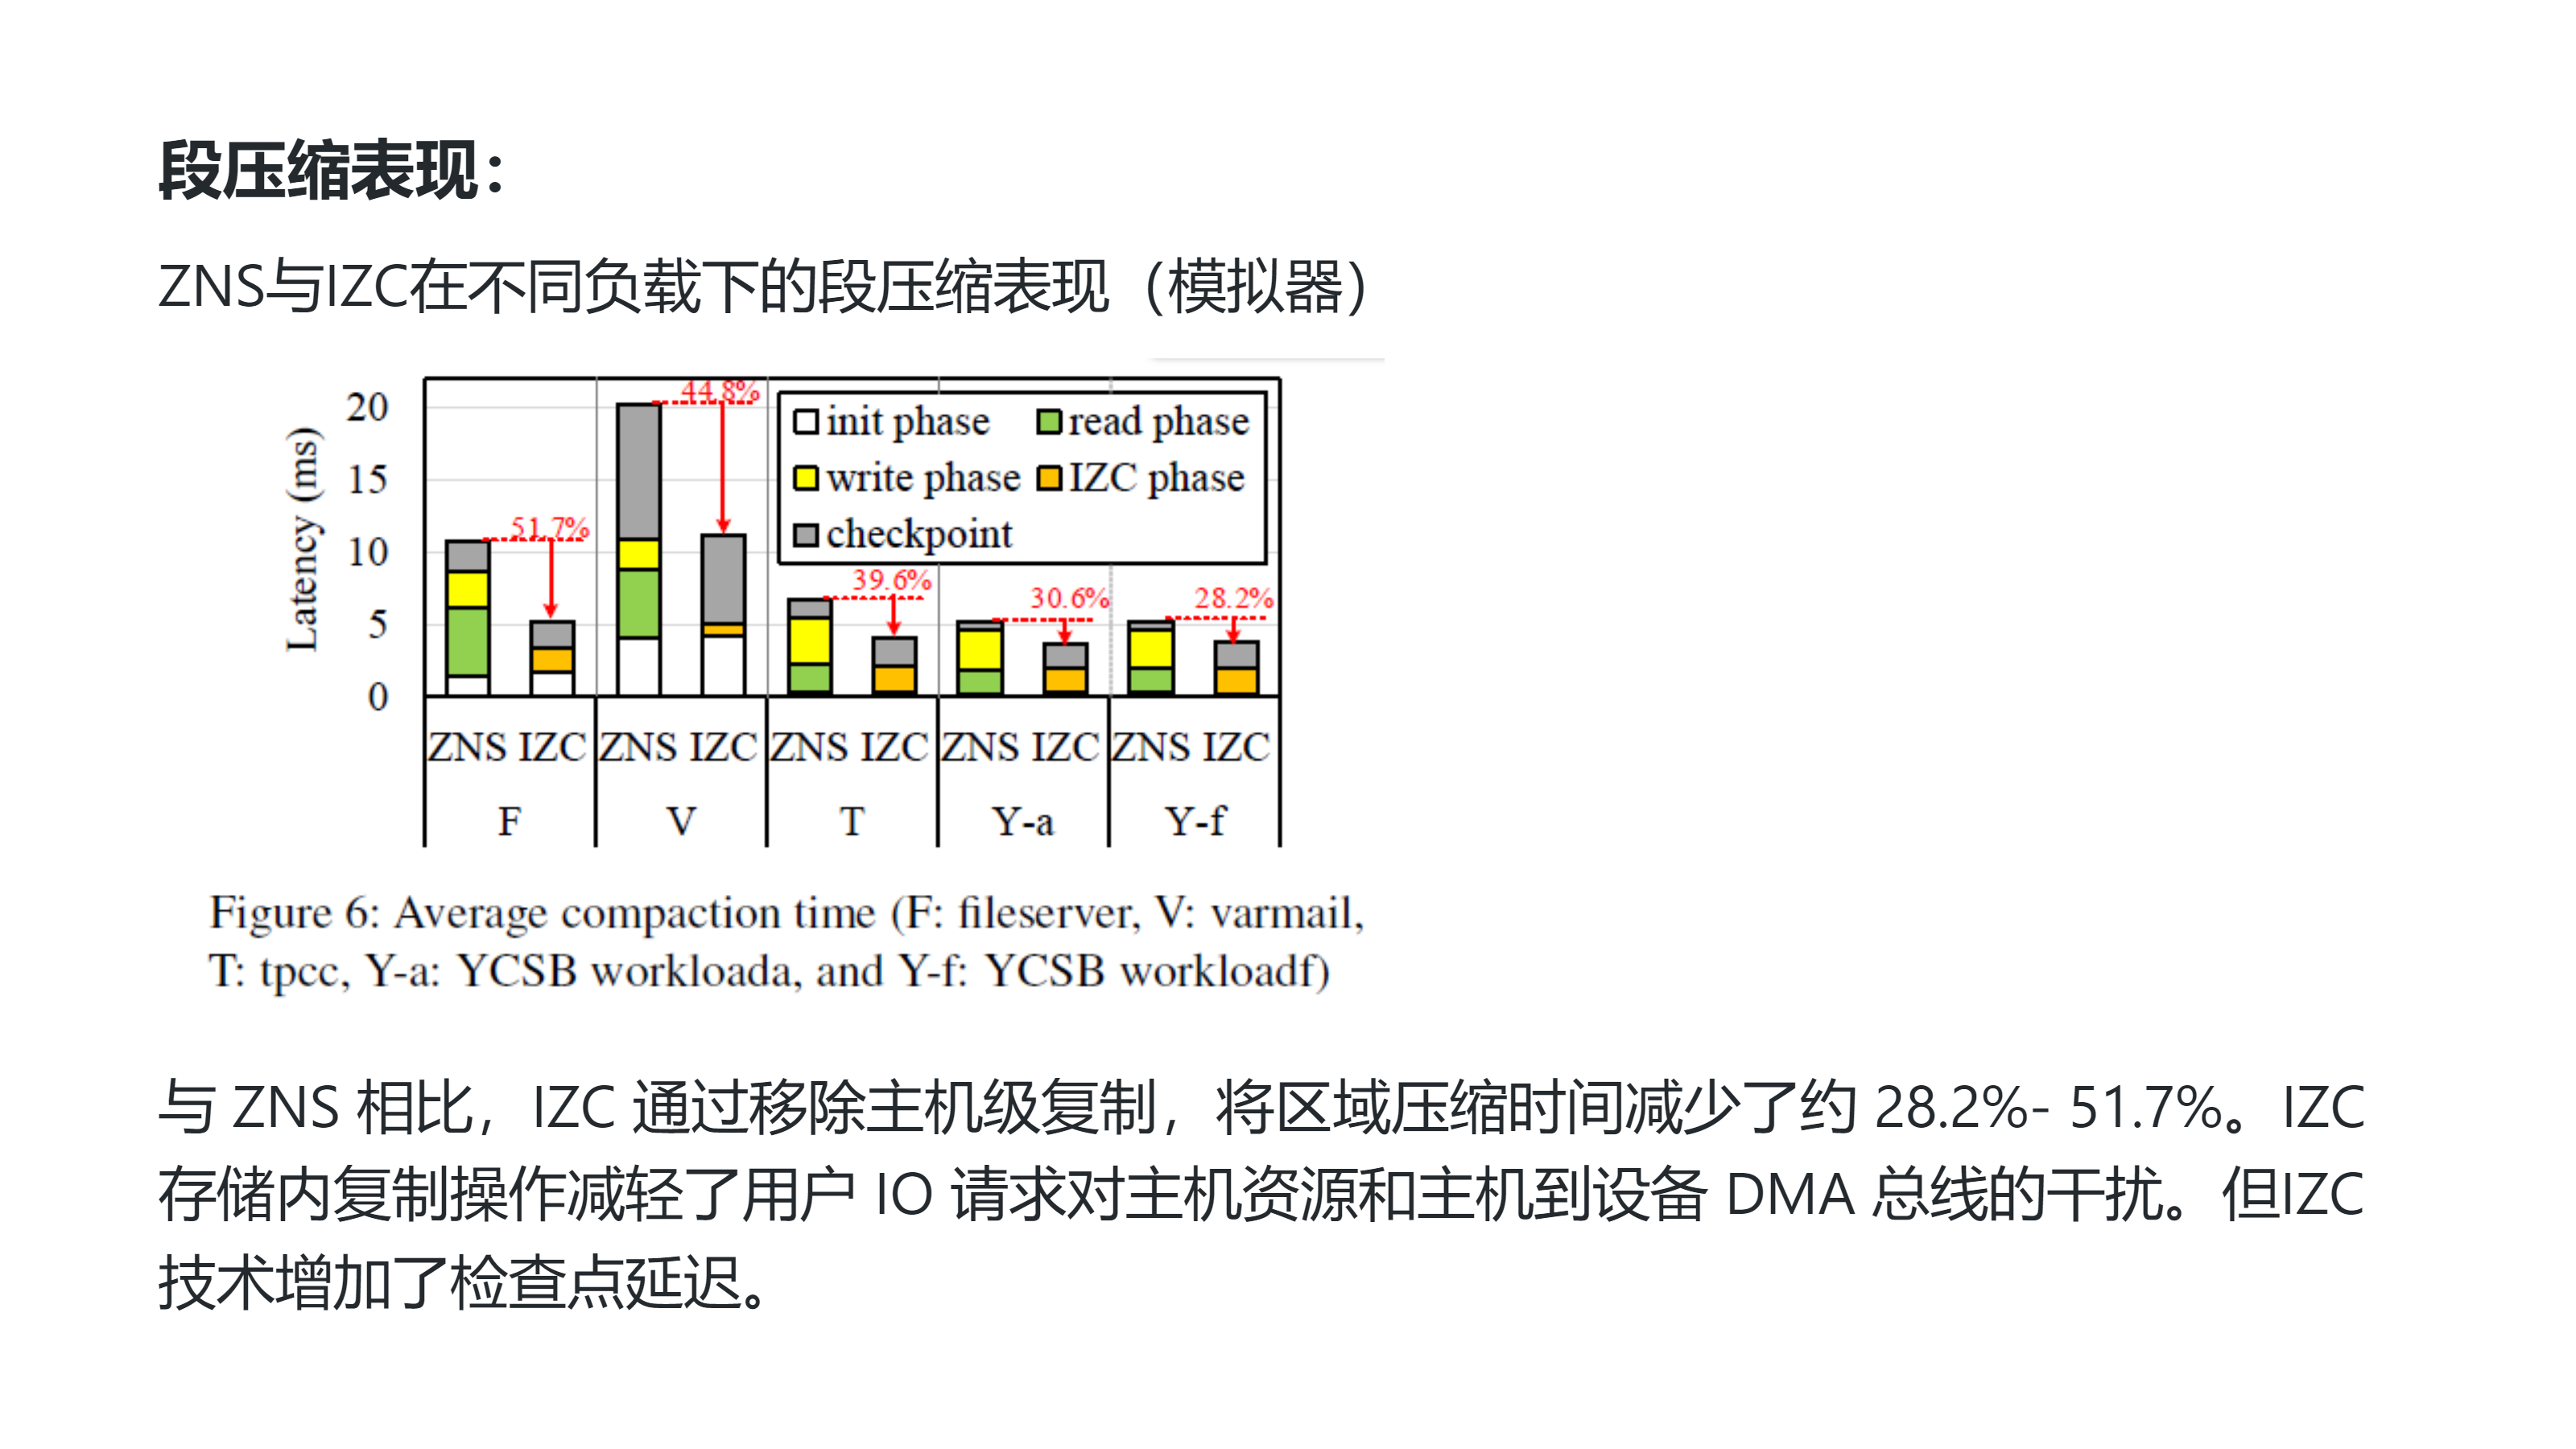 段压缩表现：
ZNS与IZC在不同负载下的段压缩表现（模拟器）
Latency (ms)
20
15
10
5
0
51.7%
44.8%
39.6%
30.6%
28.2%
init phase read phase
write phase IZC phase
checkpoint
ZNS IZC ZNS IZC ZNS IZC ZNS IZC ZNS IZC
F V T Y-a Y-f
Figure 6: Average compaction time (F: fileserver, V: varmail,
T: tpcc, Y-a: YCSB workloada, and Y-f: YCSB workloadf)
与 ZNS 相比，IZC 通过移除主机级复制，将区域压缩时间减少了约 28.2%- 51.7%。IZC
存储内复制操作减轻了用户 IO 请求对主机资源和主机到设备 DMA 总线的干扰。但IZC
技术增加了检查点延迟。